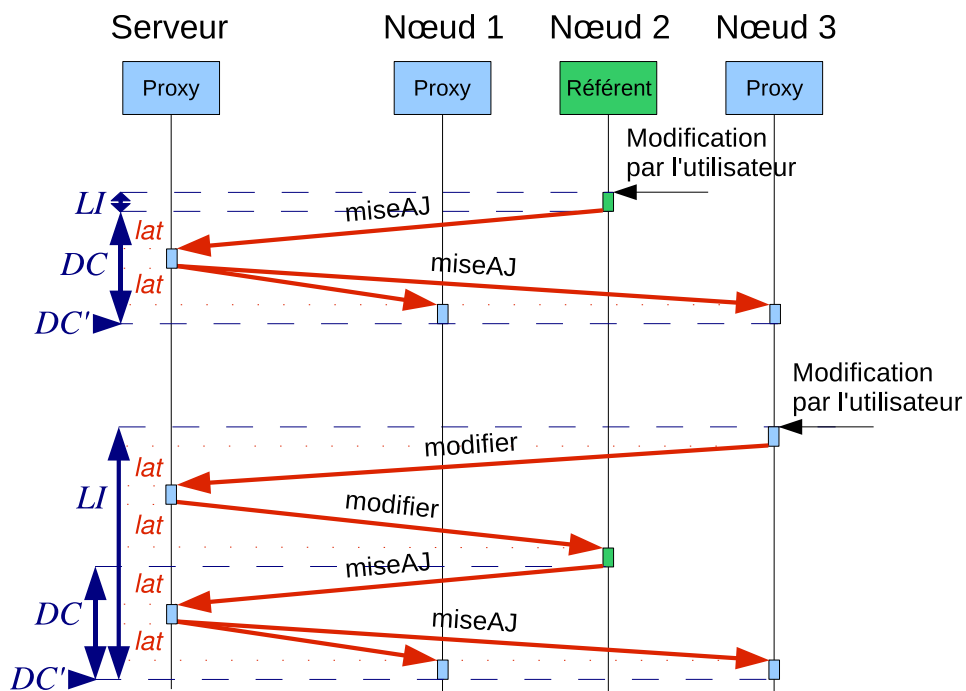 Serveur
Nœud 1
Nœud 2
Nœud 3
Proxy
Proxy
Référent
Proxy
Modification
par l'utilisateur
LI
miseAJ
lat
DC
miseAJ
lat
DC'
Modification
par l'utilisateur
modifier
lat
LI
modifier
lat
miseAJ
lat
DC
miseAJ
lat
DC'